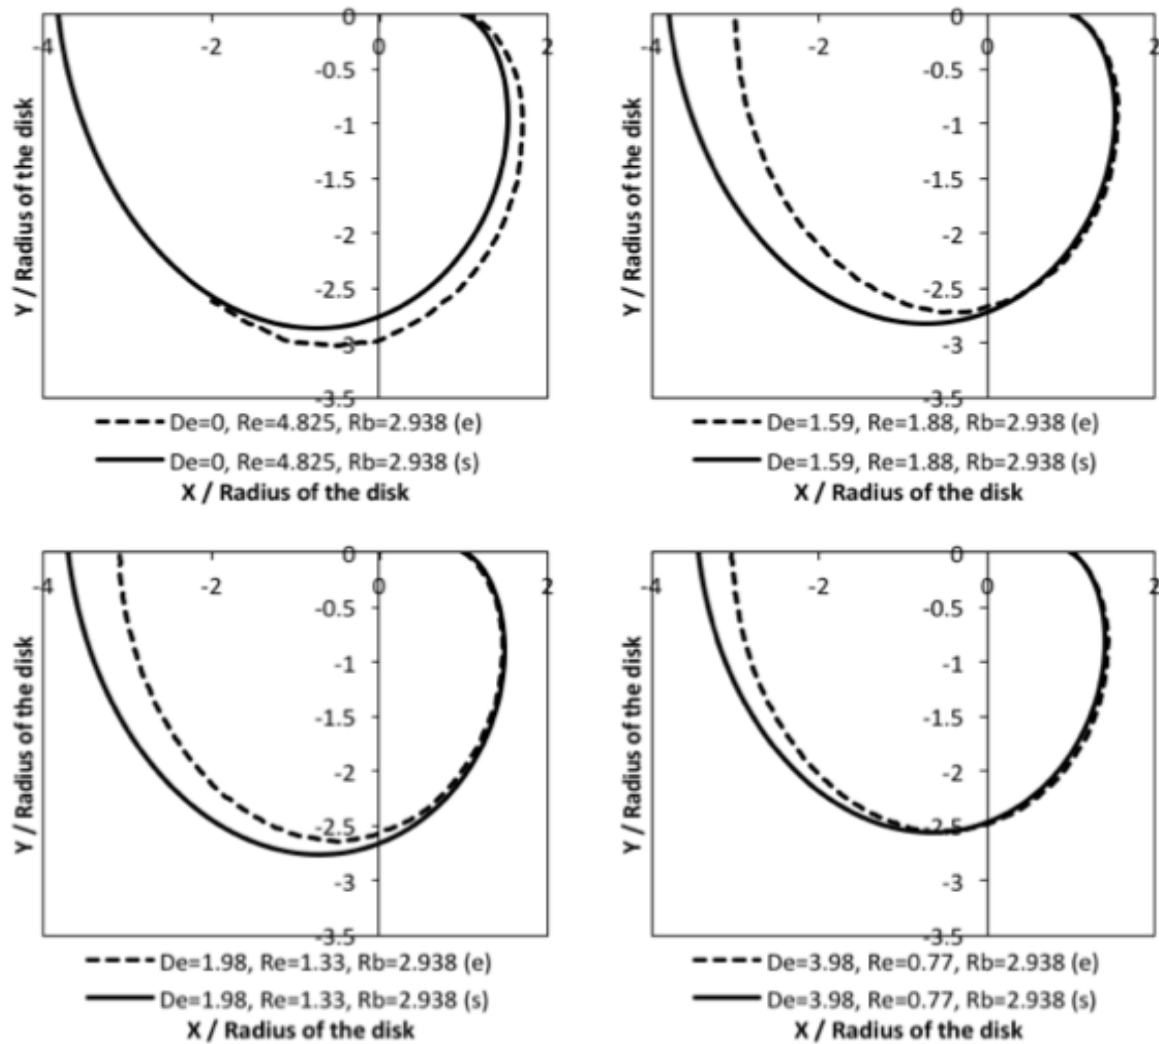 -4 -2 0 2
0
-0.5
-1
-1.5
-2
-2.5
-3
-3.5
Y / Radius of the disk
De=0, Re=4.825, Rb=2.938 (e)
De=0, Re=4.825, Rb=2.938 (s)
X / Radius of the disk
-4 -2 0 2
0
-0.5
-1
-1.5
-2
-2.5
-3
-3.5
Y / Radius of the disk
De=1.59, Re=1.88, Rb=2.938 (e)
De=1.59, Re=1.88, Rb=2.938 (s)
X / Radius of the disk
-4 -2 0 2
0
-0.5
-1
-1.5
-2
-2.5
-3
-3.5
Y / Radius of the disk
De=1.98, Re=1.33, Rb=2.938 (e)
De=1.98, Re=1.33, Rb=2.938 (s)
X / Radius of the disk
-4 -2 0 2
0
-0.5
-1
-1.5
-2
-2.5
-3
-3.5
Y / Radius of the disk
De=3.98, Re=0.77, Rb=2.938 (e)
De=3.98, Re=0.77, Rb=2.938 (s)
X / Radius of the disk